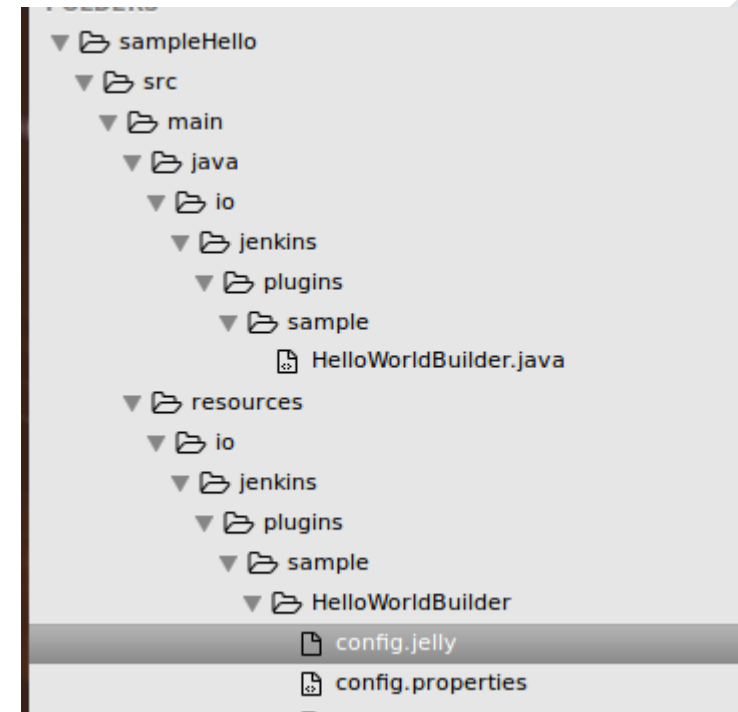 FOLDERS
sampleHello
src
main
java
io
jenkins
plugins
sample
HelloWorldBuilder.java
resources
io
jenkins
plugins
sample
HelloWorldBuilder
config.jelly
config.properties